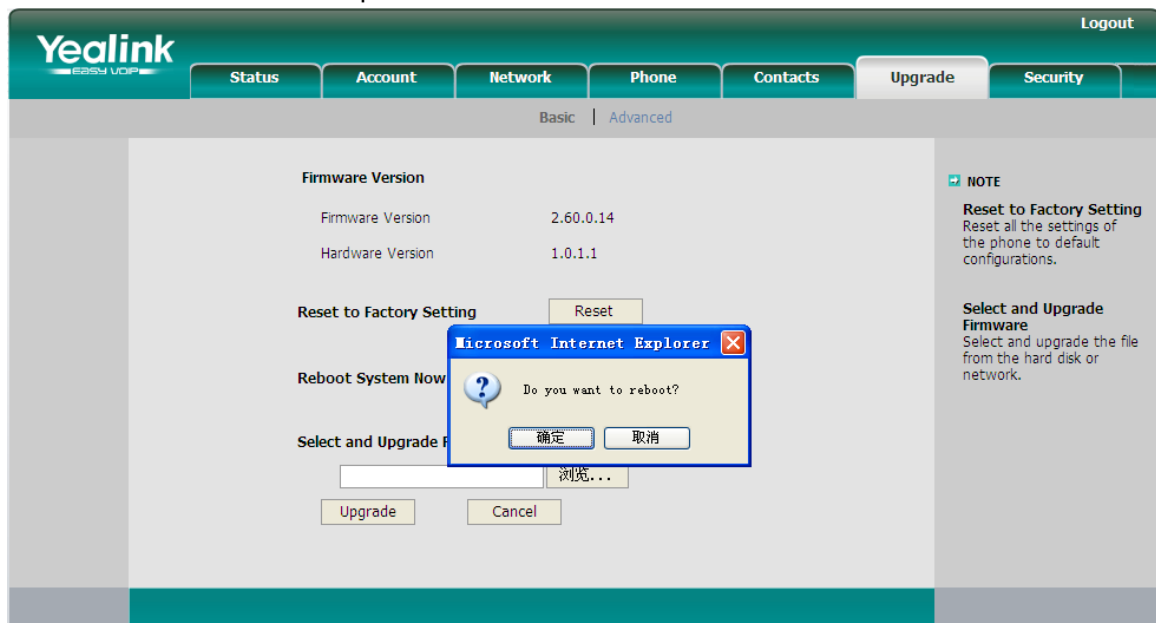 Logout
Yealink
EASY VOIP
Status Account Network Phone Contacts Upgrade Security
Basic | Advanced
Firmware Version
Firmware Version 2.60.0.14
Hardware Version 1.0.1.1
Reset to Factory Setting Reset
Reboot System Now
Select and Upgrade F
浏览...
Upgrade Cancel
Microsoft Internet Explorer
Do you want to reboot?
确定 取消
NOTE
Reset to Factory Setting
Reset all the settings of
the phone to default
configurations.
Select and Upgrade
Firmware
Select and upgrade the file
from the hard disk or
network.